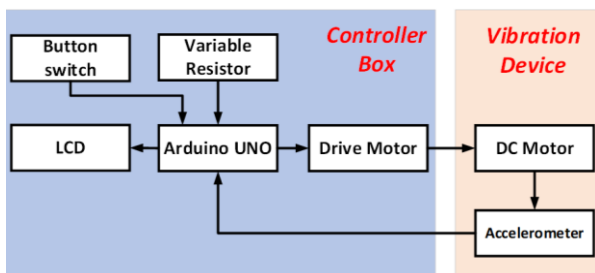 Button
switch
Variable
Resistor
Controller
Box
Vibration
Device
LCD
Arduino UNO
Drive Motor
DC Motor
Accelerometer